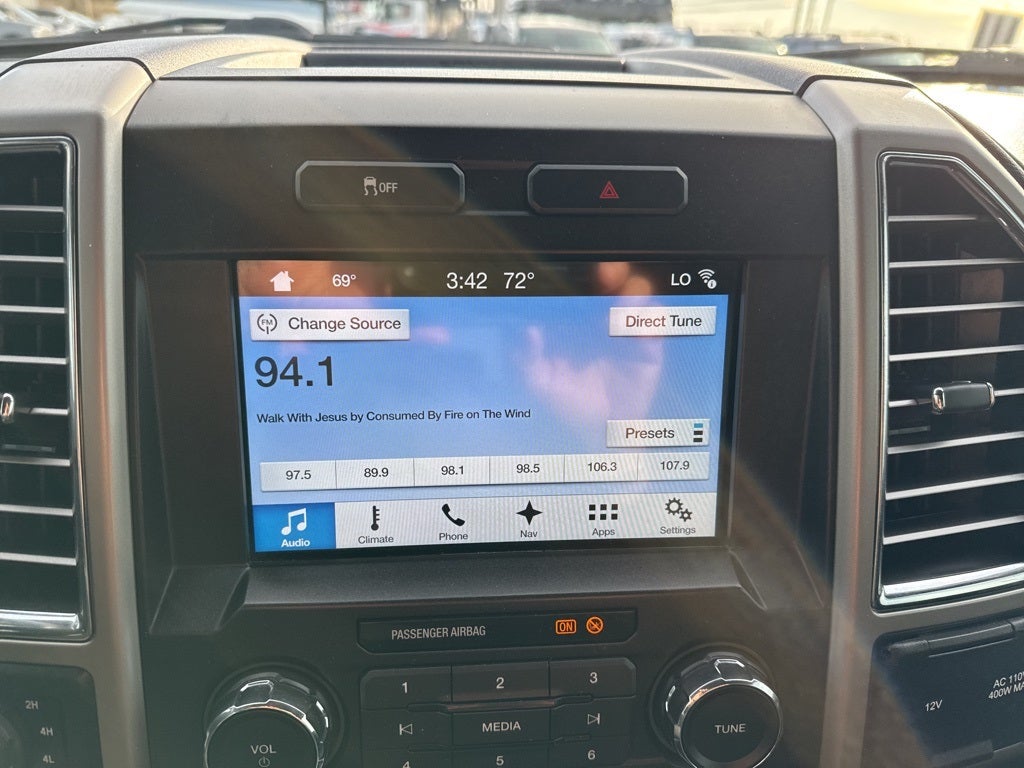 OFF
69° 3:42 72° LO
FM Change Source Direct Tune
94.1
Walk With Jesus by Consumed By Fire on The Wind
Presets
97.5 89.9 98.1 98.5 106.3 107.9
Audio Climate Phone Nav Apps Settings
PASSENGER AIRBAG ON
1 2 3
MEDIA
4 5 6
VOL
TUNE
2H
4H
4L
12V
AC 110V
400W